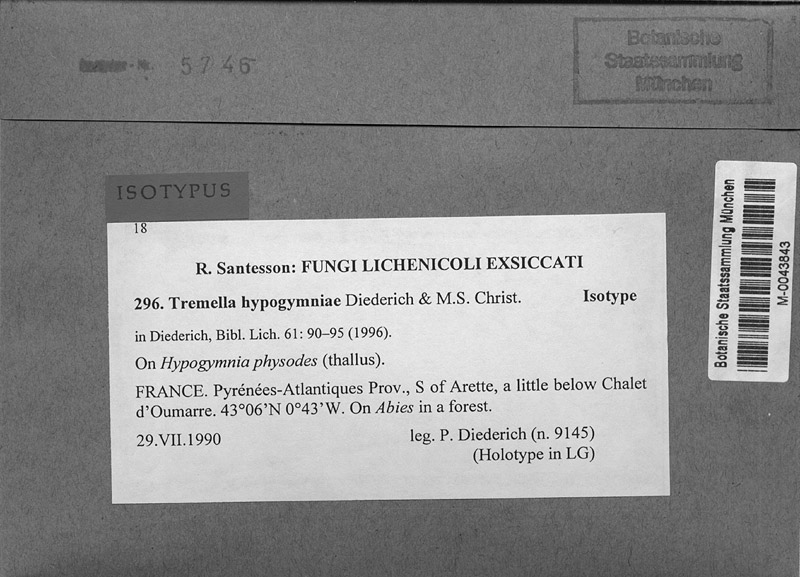 Botanische
Staatssammlung
München
Nr. 5746
ISOTYPUS
18
R. Santesson: FUNGI LICHENICOLI EXSICCATI
296. Tremella hypogymniae Diederich & M.S. Christ. Isotype
in Diederich, Bibl. Lich. 61: 90–95 (1996).
On Hypogymnia physodes (thallus).
FRANCE. Pyrénées-Atlantiques Prov., S of Arette, a little below Chalet
d'Oumarre. 43°06'N 0°43'W. On Abies in a forest.
29.VII.1990 leg. P. Diederich (n. 9145)
(Holotype in LG)
Botanische Staatssammlung München
M-0043843